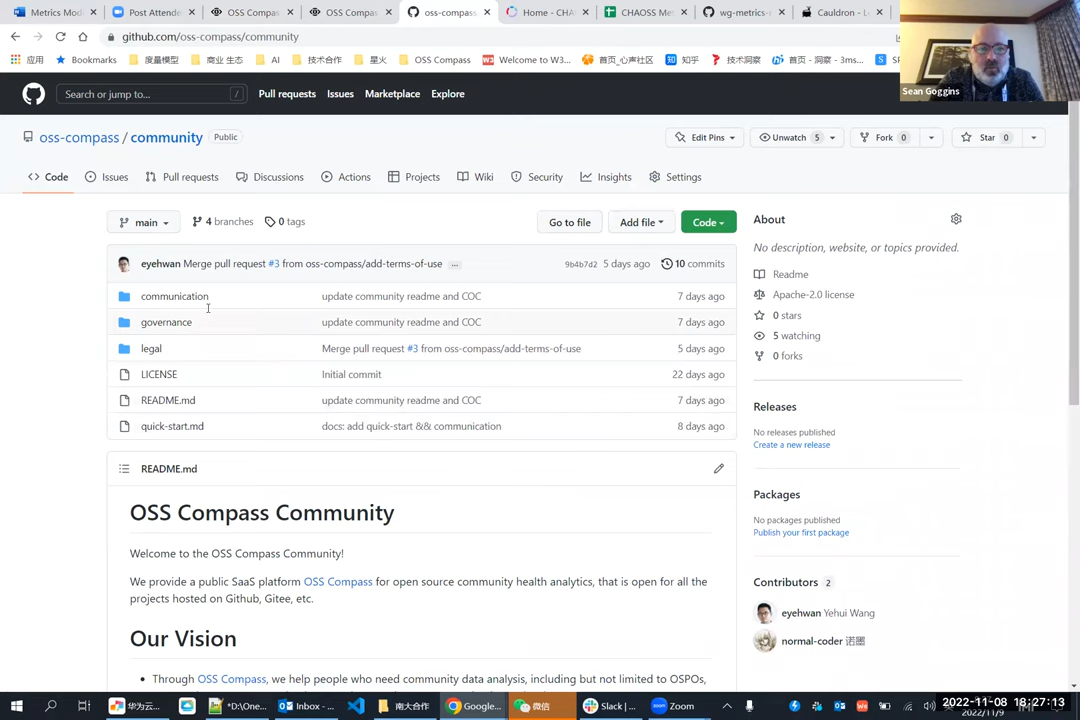 Metrics Mod
Post Attende
OSS Compas
OSS Compas
oss-compass
Home - CHA
CHAOSS Me
wg-metrics-
Cauldron - L
github.com/oss-compass/community
应用
Bookmarks
度量模型
商业 生态
AI
技术合作
星火
OSS Compass
Welcome to W3...
首页_心声社区
知乎
技术洞察
首页 - 洞察 - 3ms...
Sean Goggins
Search or jump to...
/
Pull requests
Issues
Marketplace
Explore
oss-compass / community
Public
Edit Pins
Unwatch 5
Fork 0
Star 0
Code
Issues
Pull requests
Discussions
Actions
Projects
Wiki
Security
Insights
Settings
main
4 branches
0 tags
Go to file
Add file
Code
eyehwan Merge pull request #3 from oss-compass/add-terms-of-use ...
9b4b7d2 5 days ago
10 commits
communication update community readme and COC 7 days ago
governance update community readme and COC 7 days ago
legal Merge pull request #3 from oss-compass/add-terms-of-use 5 days ago
LICENSE Initial commit 22 days ago
README.md update community readme and COC 7 days ago
quick-start.md docs: add quick-start && communication 8 days ago
README.md
OSS Compass Community
Welcome to the OSS Compass Community!
We provide a public SaaS platform OSS Compass for open source community health analytics, that is open for all the
projects hosted on Github, Gitee, etc.
Our Vision
• Through OSS Compass, we help people who need community data analysis, including but not limited to OSPOs,
About
No description, website, or topics provided.
Readme
Apache-2.0 license
0 stars
5 watching
0 forks
Releases
No releases published
Create a new release
Packages
No packages published
Publish your first package
Contributors 2
eyehwan Yehui Wang
normal-coder 诺墨
华为云...
*D:\One...
Inbox - ...
南大合作
Google...
微信
Slack | ...
Zoom
2022-11-08 18:27:13
2022/11/9